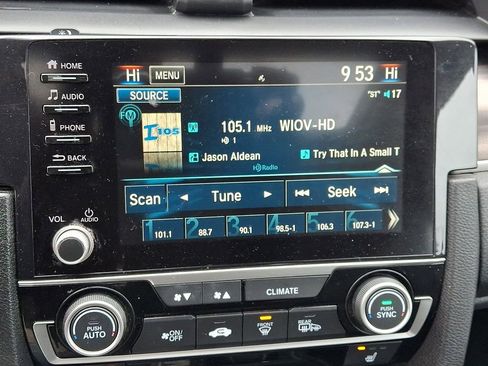 HOME
AUDIO
PHONE
BACK
VOL
AUDIO
Hi MENU 9 53 Hi
SOURCE "ST" 17
FM
I105 105.1 MHz WIOV-HD
HD 1
Jason Aldean Try That In A Small T
HD Radio
Scan Tune Seek
1 101.1 2 88.7 3 90.1 4 98.5-1 5 106.3 6 107.3-1
CLIMATE
PUSH AUTO
ON/OFF
FRONT
REAR
PUSH SYNC